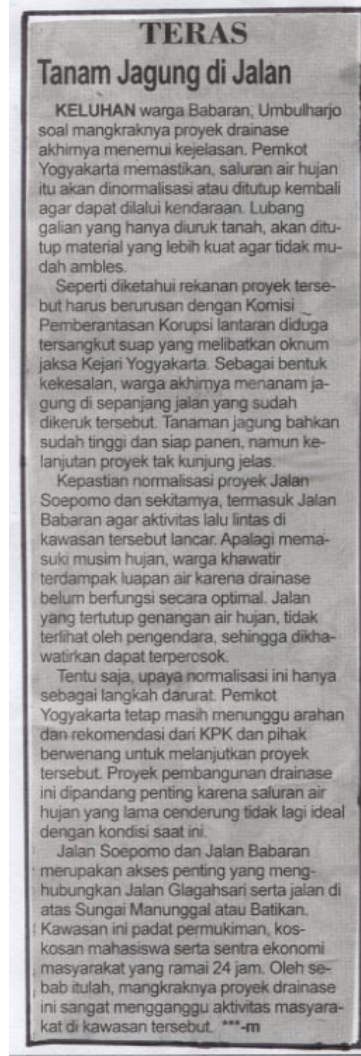 TERAS
Tanam Jagung di Jalan
KELUHAN warga Babaran, Umbulharjo
soal mangkraknya proyek drainase
akhirnya menemui kejelasan. Pemkot
Yogyakarta memastikan, saluran air hujan
itu akan dinormalisasi atau ditutup kembali
agar dapat dilalui kendaraan. Lubang
galian yang hanya diuruk tanah, akan ditu-
tup material yang lebih kuat agar tidak mu-
dah ambles.
Seperti diketahui rekanan proyek terse-
but harus berurusan dengan Komisi
Pemberantasan Korupsi lantaran diduga
tersangkut suap yang melibatkan oknum
jaksa Kejari Yogyakarta. Sebagai bentuk
kekesalan, warga akhirnya menanam ja-
gung di sepanjang jalan yang sudah
dikeruk tersebut. Tanaman jagung bahkan
sudah tinggi dan siap panen, namun ke-
lanjutan proyek tak kunjung jelas.
Kepastian normalisasi proyek Jalan
Soepomo dan sekitarnya, termasuk Jalan
Babaran agar aktivitas lalu lintas di
kawasan tersebut lancar. Apalagi mema-
suki musim hujan, warga khawatir
terdampak luapan air karena drainase
belum berfungsi secara optimal. Jalan
yang tertutup genangan air hujan, tidak
terlihat oleh pengendara, sehingga dikha-
watirkan dapat terperosok.
Tentu saja, upaya normalisasi ini hanya
sebagai langkah darurat. Pemkot
Yogyakarta tetap masih menunggu arahan
dan rekomendasi dari KPK dan pihak
berwenang untuk melanjutkan proyek
tersebut. Proyek pembangunan drainase
ini dipandang penting karena saluran air
hujan yang lama cenderung tidak lagi ideal
dengan kondisi saat ini.
Jalan Soepomo dan Jalan Babaran
merupakan akses penting yang meng-
hubungkan Jalan Glagahsari serta jalan di
atas Sungai Manunggal atau Batikan.
Kawasan ini padat permukiman, kos-
kosan mahasiswa serta sentra ekonomi
masyarakat yang ramai 24 jam. Oleh se-
bab itulah, mangkraknya proyek drainase
ini sangat mengganggu aktivitas masyara-
kat di kawasan tersebut. ***-m